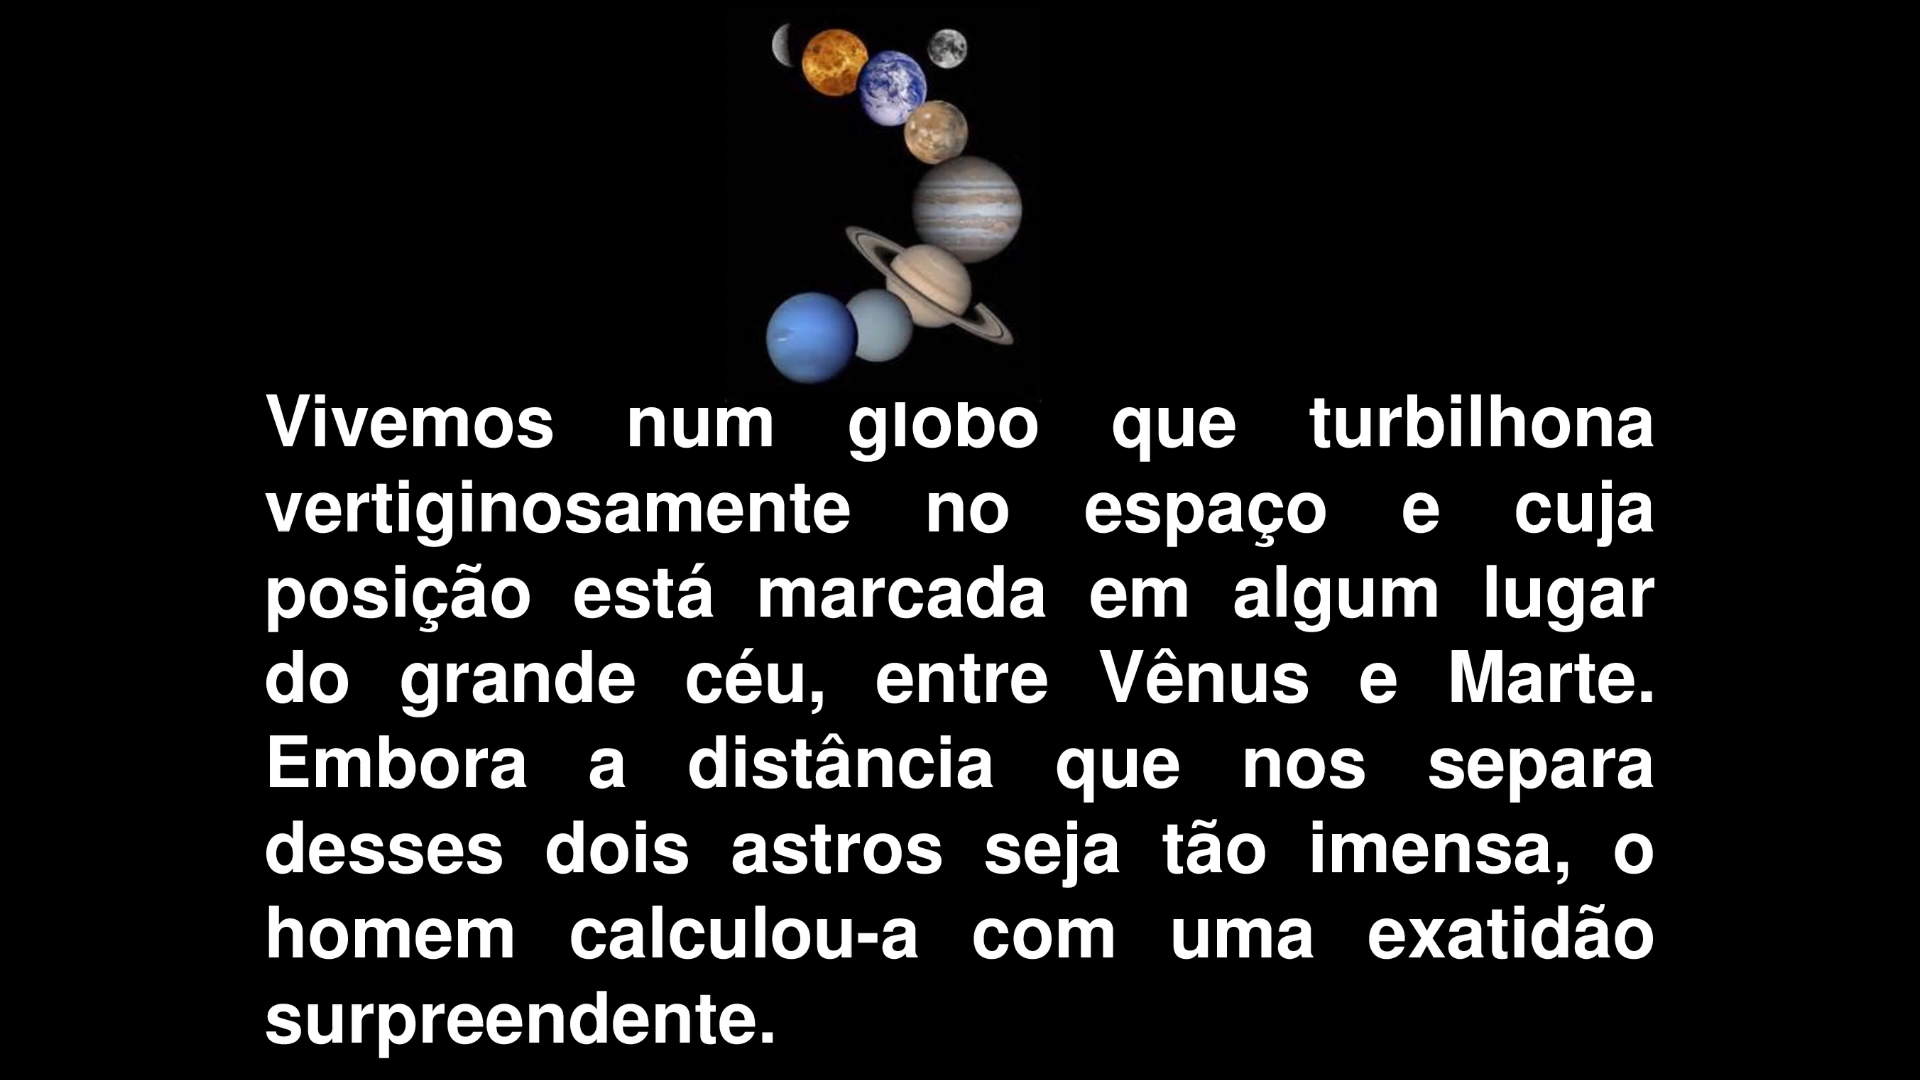 Vivemos num globo que turbilhona
vertiginosamente no espaço e cuja
posição está marcada em algum lugar
do grande céu, entre Vênus e Marte.
Embora a distância que nos separa
desses dois astros seja tão imensa, o
homem calculou-a com uma exatidão
surpreendente.